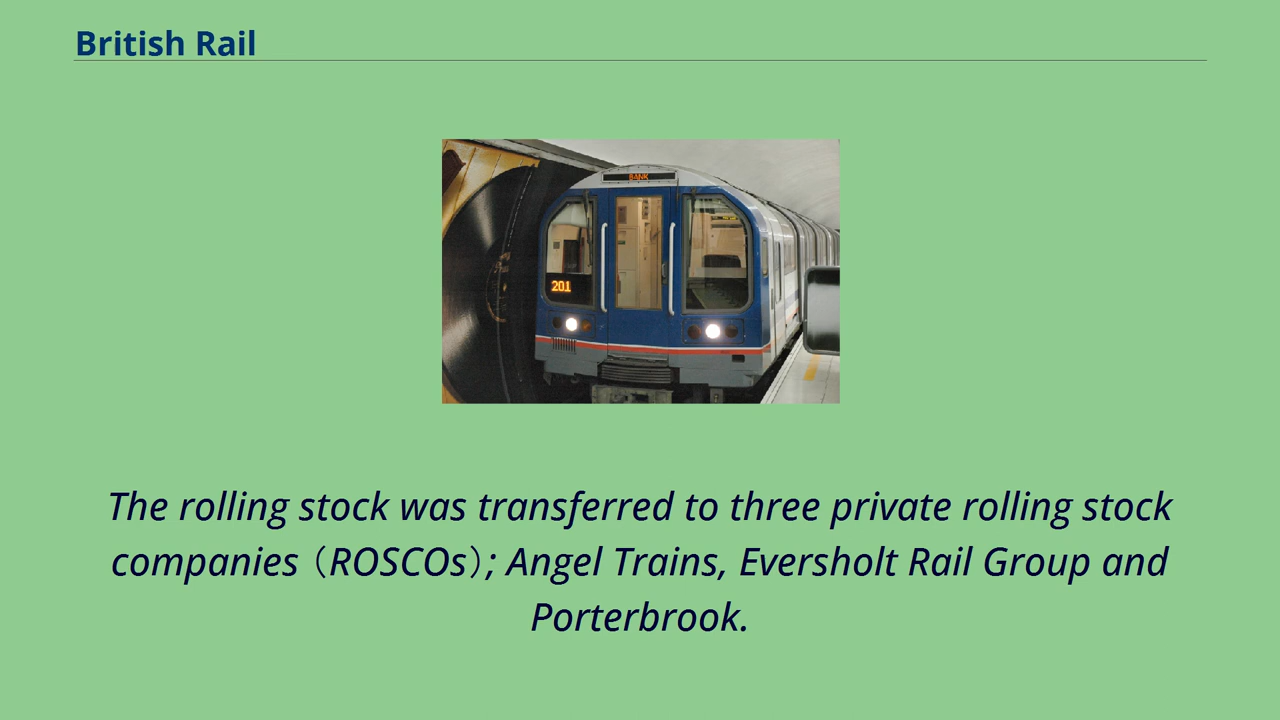 British Rail
BANK
201
The rolling stock was transferred to three private rolling stock
companies（ROSCOs）; Angel Trains, Eversholt Rail Group and
Porterbrook.